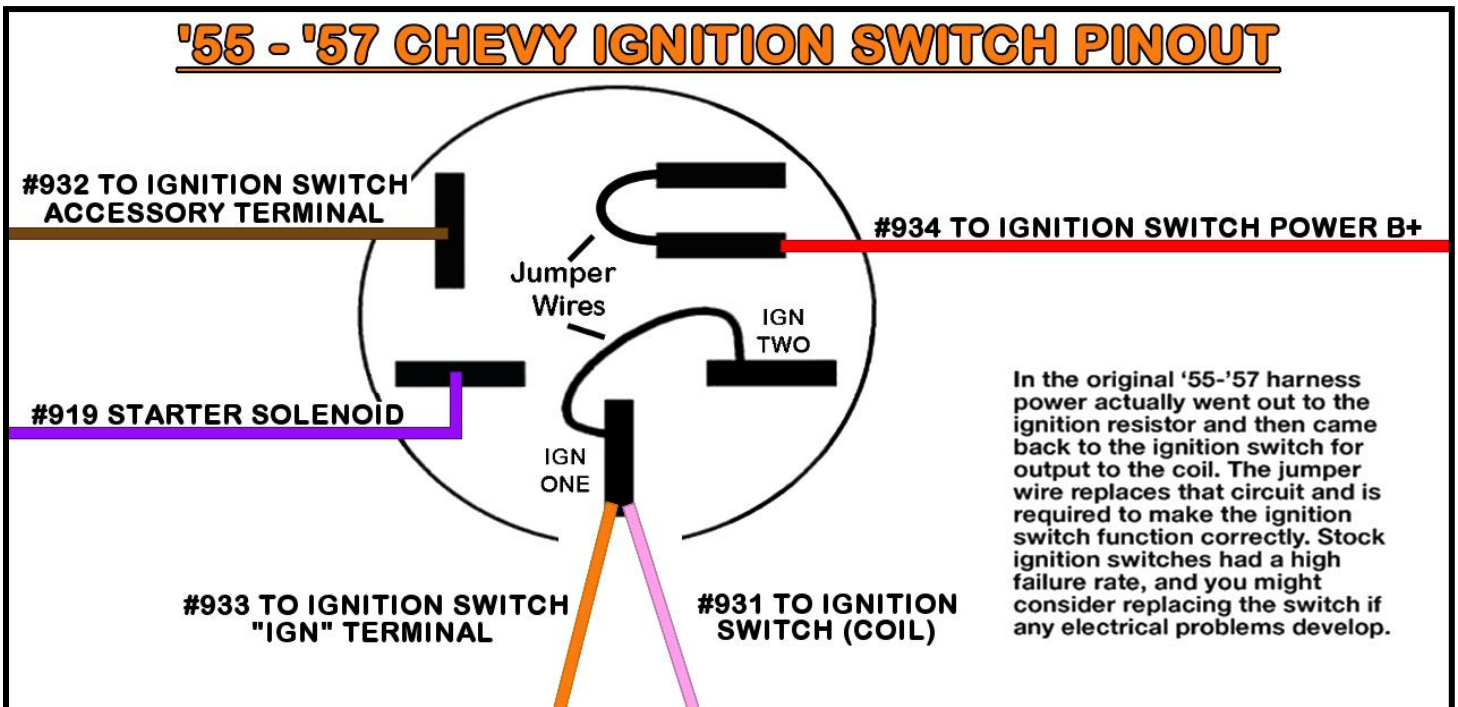 '55 - '57 CHEVY IGNITION SWITCH PINOUT
#932 TO IGNITION SWITCH
ACCESSORY TERMINAL
#934 TO IGNITION SWITCH POWER B+
Jumper
Wires
IGN
TWO
#919 STARTER SOLENOID
IGN
ONE
In the original ‘55-’57 harness
power actually went out to the
ignition resistor and then came
back to the ignition switch for
output to the coil. The jumper
wire replaces that circuit and is
required to make the ignition
switch function correctly. Stock
ignition switches had a high
failure rate, and you might
consider replacing the switch if
any electrical problems develop.
#933 TO IGNITION SWITCH
"IGN" TERMINAL
#931 TO IGNITION
SWITCH (COIL)